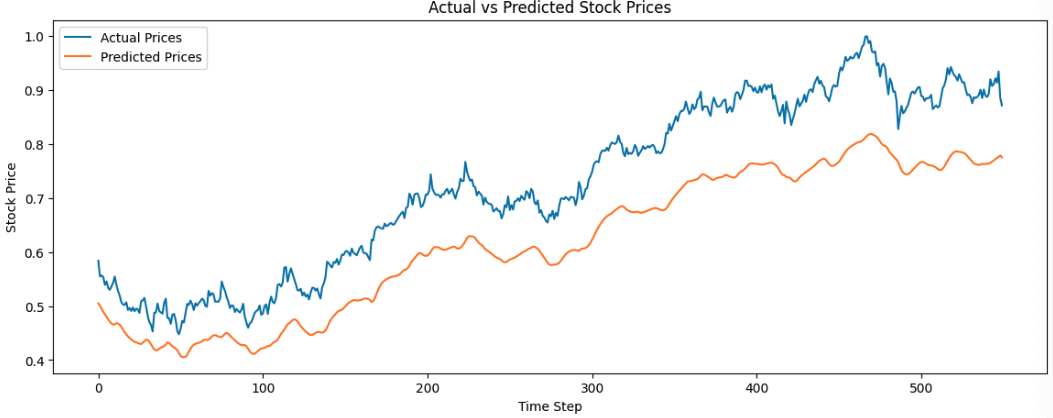 Actual vs Predicted Stock Prices
Actual Prices
Predicted Prices
1.0
0.9
0.8
0.7
0.6
0.5
0.4
Stock Price
0 100 200 300 400 500
Time Step